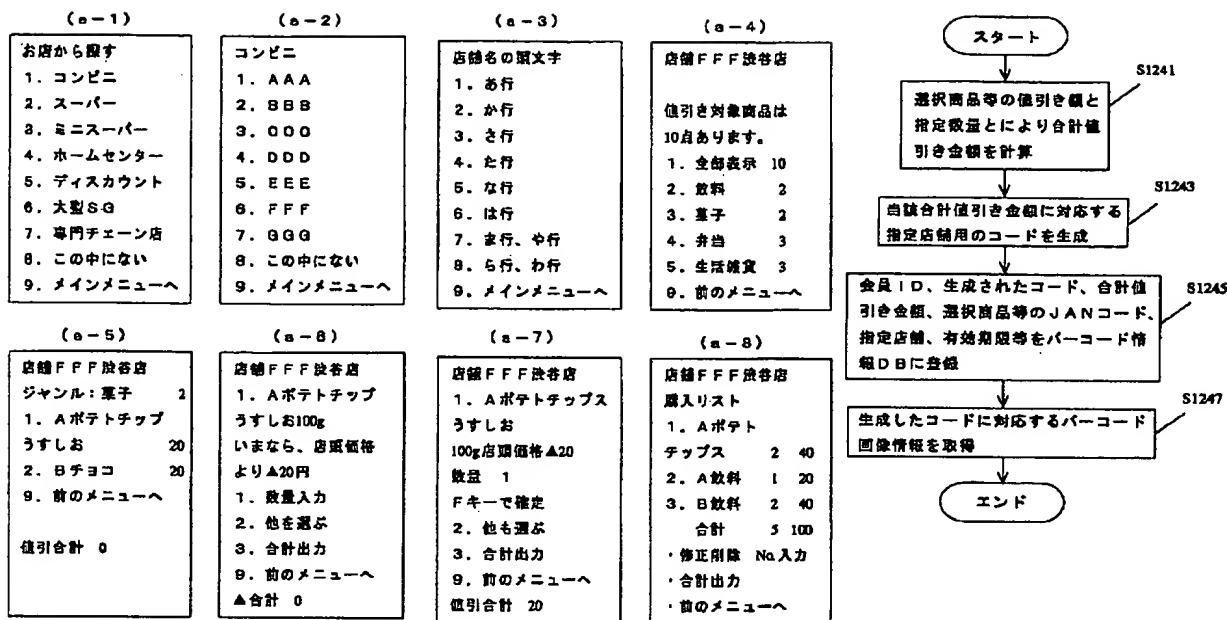 (a-1)
お店から探す
1. コンビニ
2. スーパー
3. ミニスーパー
4. ホームセンター
5. ディスカウント
6. 大型SG
7. 専門チェーン店
8. この中にない
9. メインメニューへ
(a-2)
コンビニ
1. AAA
2. BBB
3. CCC
4. DDD
5. EEE
6. FFF
7. GGG
8. この中にない
9. メインメニューへ
(a-3)
店舗名の頭文字
1. あ行
2. か行
3. さ行
4. た行
5. な行
6. は行
7. ま行、や行
8. ら行、わ行
9. メインメニューへ
(a-4)
店舗FFF渋谷店
値引き対象商品は
10点あります。
1. 全部表示 10
2. 飲料 2
3. 菓子 2
4. 弁当 3
5. 生活雑貨 3
9. 前のメニューへ
(a-5)
店舗FFF渋谷店
ジャンル:菓子 2
1. Aポテトチップ
うすしお 20
2. Bチョコ 20
9. 前のメニューへ
値引合計 0
(a-6)
店舗FFF渋谷店
1. Aポテトチップ
うすしお100g
いまなら、店頭価格
より▲20円
1. 数量入力
2. 他を選ぶ
3. 合計出力
9. 前のメニューへ
▲合計 0
(a-7)
店舗FFF渋谷店
1. Aポテトチップス
うすしお
100g店頭価格▲20
数量 1
Fキーで確定
2. 他も選ぶ
3. 合計出力
9. 前のメニューへ
値引合計 20
(a-8)
店舗FFF渋谷店
購入リスト
1. Aポテト
チップス 2 40
2. A飲料 1 20
3. B飲料 2 40
合計 5 100
・修正削除 No.入力
・合計出力
・前のメニューへ
スタート
S1241
選択商品等の値引き額と
指定数量とにより合計値
引き金額を計算
S1243
当該合計値引き金額に対応する
指定店舗用のコードを生成
S1245
会員ID、生成されたコード、合計値
引き金額、選択商品等のJANコード、
指定店舗、有効期限等をバーコード情
報DBに登録
S1247
生成したコードに対応するバーコード
画像情報を取得
エンド